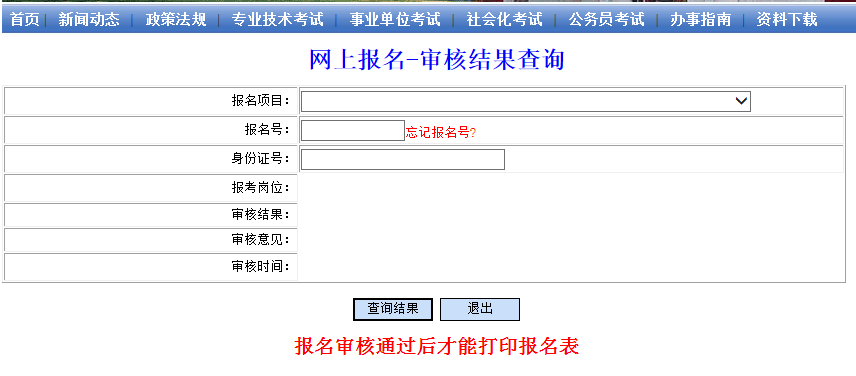 首页 | 新闻动态 | 政策法规 | 专业技术考试 | 事业单位考试 | 社会化考试 | 公务员考试 | 办事指南 | 资料下载
网上报名-审核结果查询
报名项目：
报名号： 忘记报名号?
身份证号：
报考岗位：
审核结果：
审核意见：
审核时间：
查询结果 退出
报名审核通过后才能打印报名表